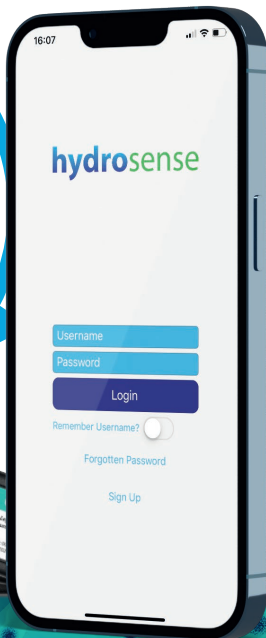 16:07
hydrosense
Username
Password
Login
Remember Username?
Forgotten Password
Sign Up